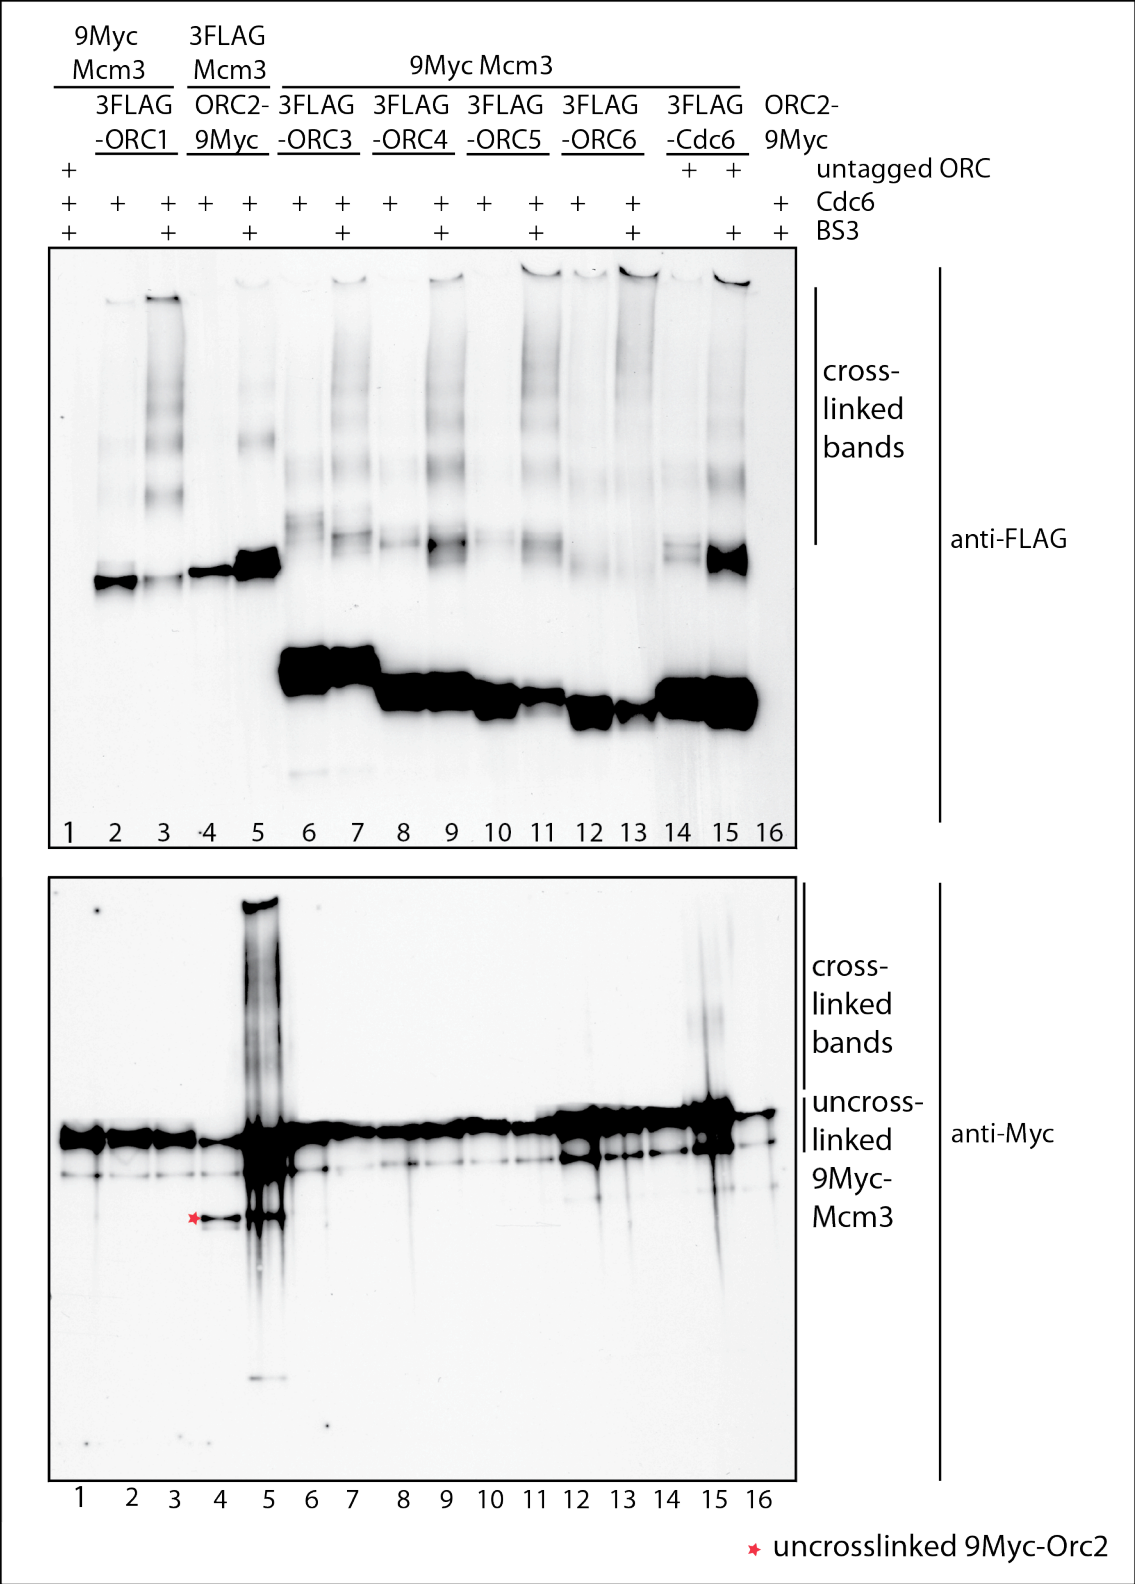 9Myc
Mcm3
3FLAG
Mcm3
9Myc Mcm3
3FLAG
-ORC1
ORC2-
9Myc
3FLAG
-ORC3
3FLAG
-ORC4
3FLAG
-ORC5
3FLAG
-ORC6
3FLAG
-Cdc6
ORC2-
9Myc
+ + + untagged ORC
+ + + + + + + + + + + + + + Cdc6
+ + + + + + + + + BS3
cross-
linked
bands
anti-FLAG
1 2 3 4 5 6 7 8 9 10 11 12 13 14 15 16
cross-
linked
bands
uncross-
linked
9Myc-
Mcm3
anti-Myc
1 2 3 4 5 6 7 8 9 10 11 12 13 14 15 16
uncrosslinked 9Myc-Orc2